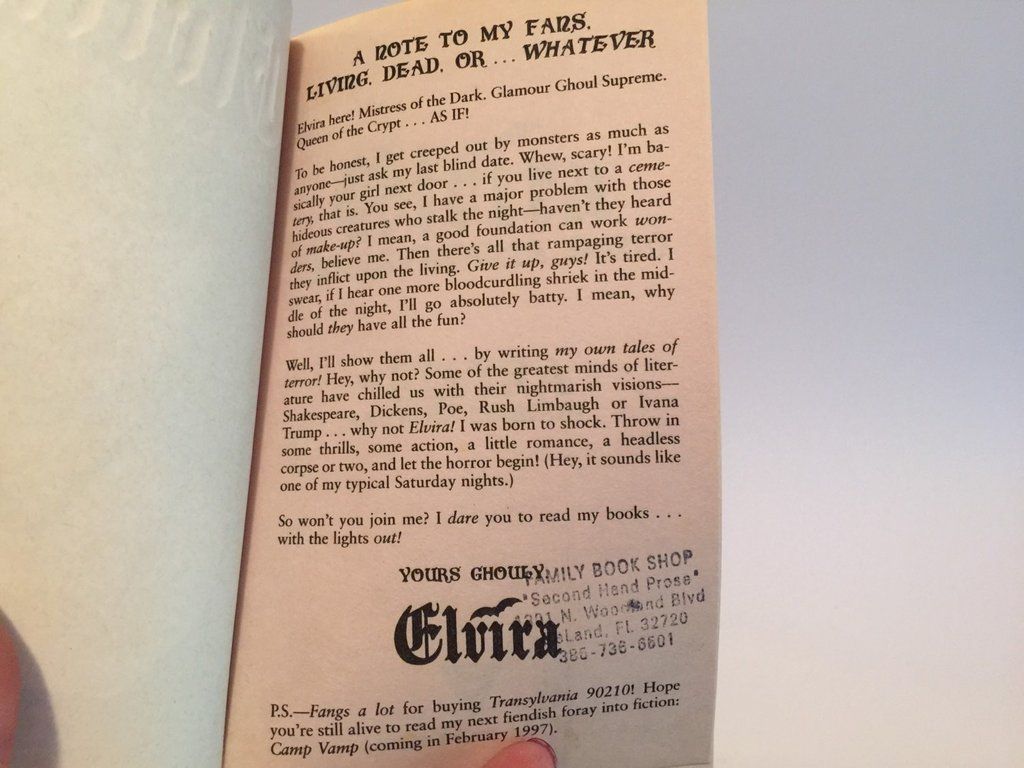 A NOTE TO MY FANS,
LIVING, DEAD, OR ... WHATEVER
Elvira here! Mistress of the Dark. Glamour Ghoul Supreme.
Queen of the Crypt . . . AS IF!
To be honest, I get creeped out by monsters as much as
anyone—just ask my last blind date. Whew, scary! I'm ba-
sically your girl next door . . . if you live next to a ceme-
tery, that is. You see, I have a major problem with those
hideous creatures who stalk the night—haven't they heard
of make-up? I mean, a good foundation can work won-
ders, believe me. Then there's all that rampaging terror
they inflict upon the living. Give it up, guys! It's tired. I
swear, if I hear one more bloodcurdling shriek in the mid-
dle of the night, I'll go absolutely batty. I mean, why
should they have all the fun?
Well, I'll show them all . . . by writing my own tales of
terror! Hey, why not? Some of the greatest minds of liter-
ature have chilled us with their nightmarish visions—
Shakespeare, Dickens, Poe, Rush Limbaugh or Ivana
Trump . . . why not Elvira! I was born to shock. Throw in
some thrills, some action, a little romance, a headless
corpse or two, and let the horror begin! (Hey, it sounds like
one of my typical Saturday nights.)
So won't you join me? I dare you to read my books . . .
with the lights out!
YOURS GHOULY,
Elvira
FAMILY BOOK SHOP
"Second Hand Prose"
N. Woodland Blvd
DeLand, FL 32720
386-736-6501
P.S.—Fangs a lot for buying Transylvania 90210! Hope
you're still alive to read my next fiendish foray into fiction:
Camp Vamp (coming in February 1997).